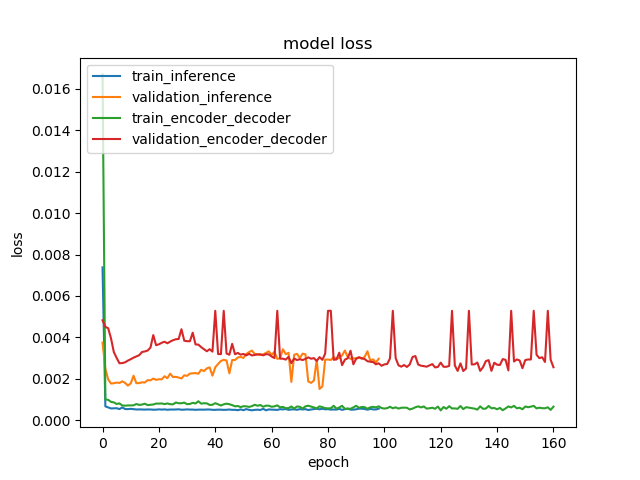 model loss
train_inference
validation_inference
train_encoder_decoder
validation_encoder_decoder
loss
0.016
0.014
0.012
0.010
0.008
0.006
0.004
0.002
0.000
0 20 40 60 80 100 120 140 160
epoch